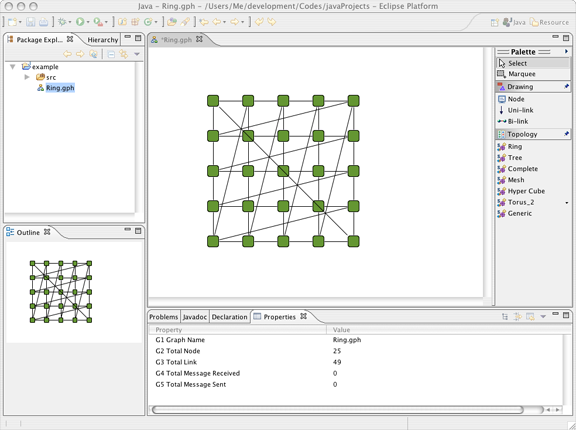 Java - Ring.gph - /Users/Me/development/Codes/javaProjects - Eclipse Platform
Java
Resource
Package Expl...
Hierarchy
example
src
Ring.gph
*Ring.gph
Palette
Select
Marquee
Drawing
Node
Uni-link
Bi-link
Topology
Ring
Tree
Complete
Mesh
Hyper Cube
Torus_2
Generic
Outline
Problems Javadoc Declaration Properties
Property Value
G1 Graph Name Ring.gph
G2 Total Node 25
G3 Total Link 49
G4 Total Message Received 0
G5 Total Message Sent 0